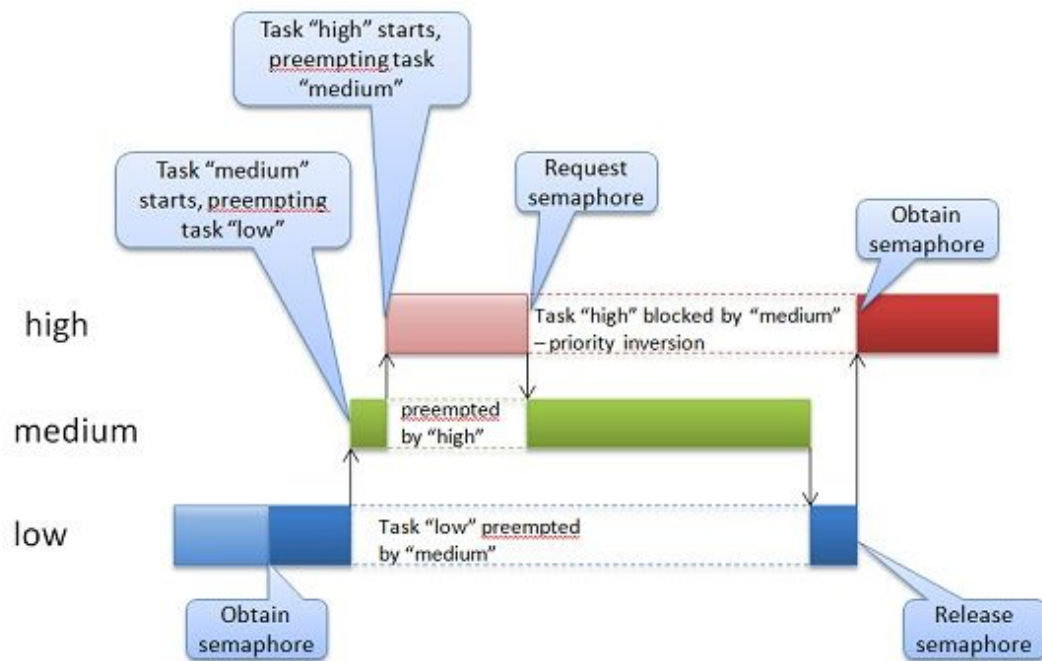 Task “high” starts,
preempting task
“medium”
Task “medium”
starts, preempting
task “low”
Request
semaphore
Obtain
semaphore
high
Task “high” blocked by “medium”
– priority inversion
medium
preempted
by “high”
low
Task “low” preempted
by “medium”
Obtain
semaphore
Release
semaphore